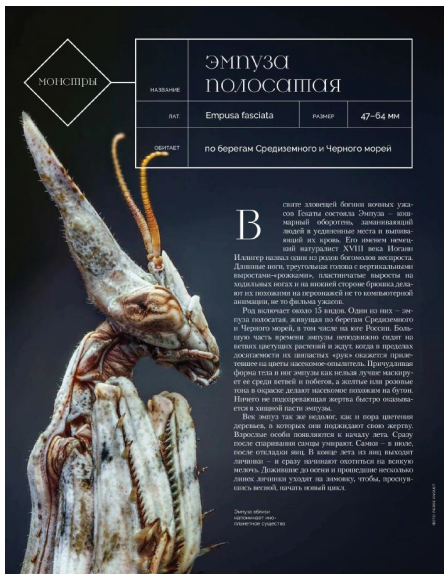 монстры
НАЗВАНИЕ
эмпуза
полосатая
ЛАТ.
Empusa fasciata
РАЗМЕР
47–64 мм
ОБИТАЕТ
по берегам Средиземного и Черного морей
В свите зловещей богини ночных ужа-
сов Гекаты состояла Эмпуза – кош-
марный оборотень, заманивающий
людей в уединенные места и выпива-
ющий их кровь. Его именем немец-
кий натуралист XVIII века Иоганн
Иллигер назвал один из родов богомолов неспроста.
Длинные ноги, треугольная голова с вертикальными
выростами-«рожками», пластинчатые выросты на
ходильных ногах и на нижней стороне брюшка дела-
ют их похожими на персонажей не то компьютерной
анимации, не то фильма ужасов.
Род включает около 15 видов. Один из них – эм-
пуза полосатая, живущая по берегам Средиземного
и Черного морей, в том числе на юге России. Боль-
шую часть времени эмпузы неподвижно сидят на
ветвях цветущих растений и ждут, когда в пределах
досягаемости их шипастых «рук» окажется приле-
тевшее на цветы насекомое-опылитель. Причудливая
форма тела и ног эмпузы как нельзя лучше маскиру-
ет ее среди ветвей и побегов, а желтые или розовые
тона в окраске делают насекомое похожим на бутон.
Ничего не подозревающая жертва быстро оказыва-
ется в хищной пасти эмпузы.
Век эмпуз так же недолог, как и пора цветения
деревьев, в которых они поджидают свою жертву.
Взрослые особи появляются к началу лета. Сразу
после спаривания самцы умирают. Самки – в июле,
после откладки яиц. В конце лета из яиц выходят
личинки – и сразу начинают охотиться на всякую
мелочь. Дожившие до осени и прошедшие несколько
линек личинки уходят на зимовку, чтобы, проснув-
шись весной, начать новый цикл.
Эмпуза вблизи
напоминает ино-
планетное существо